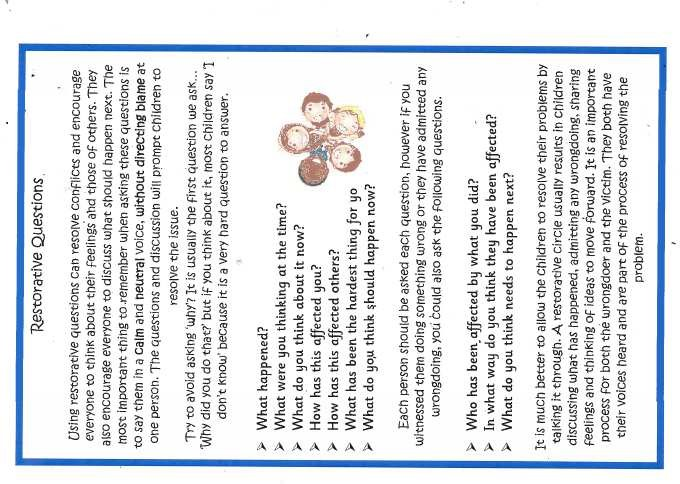 Restorative Questions
Using restorative questions can resolve conflicts and encourage
everyone to think about their feelings and those of others. They
also encourage everyone to discuss what should happen next. The
most important thing to remember when asking these questions is
to say them in a calm and neutral voice, without directing blame at
one person. The questions and discussion will prompt children to
resolve the issue.
Try to avoid asking 'why'? It is usually the first question we ask...
'Why did you do that?' but if you think about it, most children say 'I
don't know' because it is a very hard question to answer.
➤ What happened?
➤ What were you thinking at the time?
➤ What do you think about it now?
➤ How has this affected you?
➤ How has this affected others?
➤ What has been the hardest thing for yo
➤ What do you think should happen now?
Each person should be asked each question, however if you
witnessed them doing something wrong or they have admitted any
wrongdoing, you could also ask the following questions.
➤ Who has been affected by what you did?
➤ In what way do you think they have been affected?
➤ What do you think needs to happen next?
It is much better to allow the children to resolve their problems by
talking it through. A restorative circle usually results in children
discussing what has happened, admitting any wrongdoing, sharing
feelings and thinking of ideas to move forward. It is an important
process for both the wrongdoer and the victim. They both have
their voices heard and are part of the process of resolving the
problem.